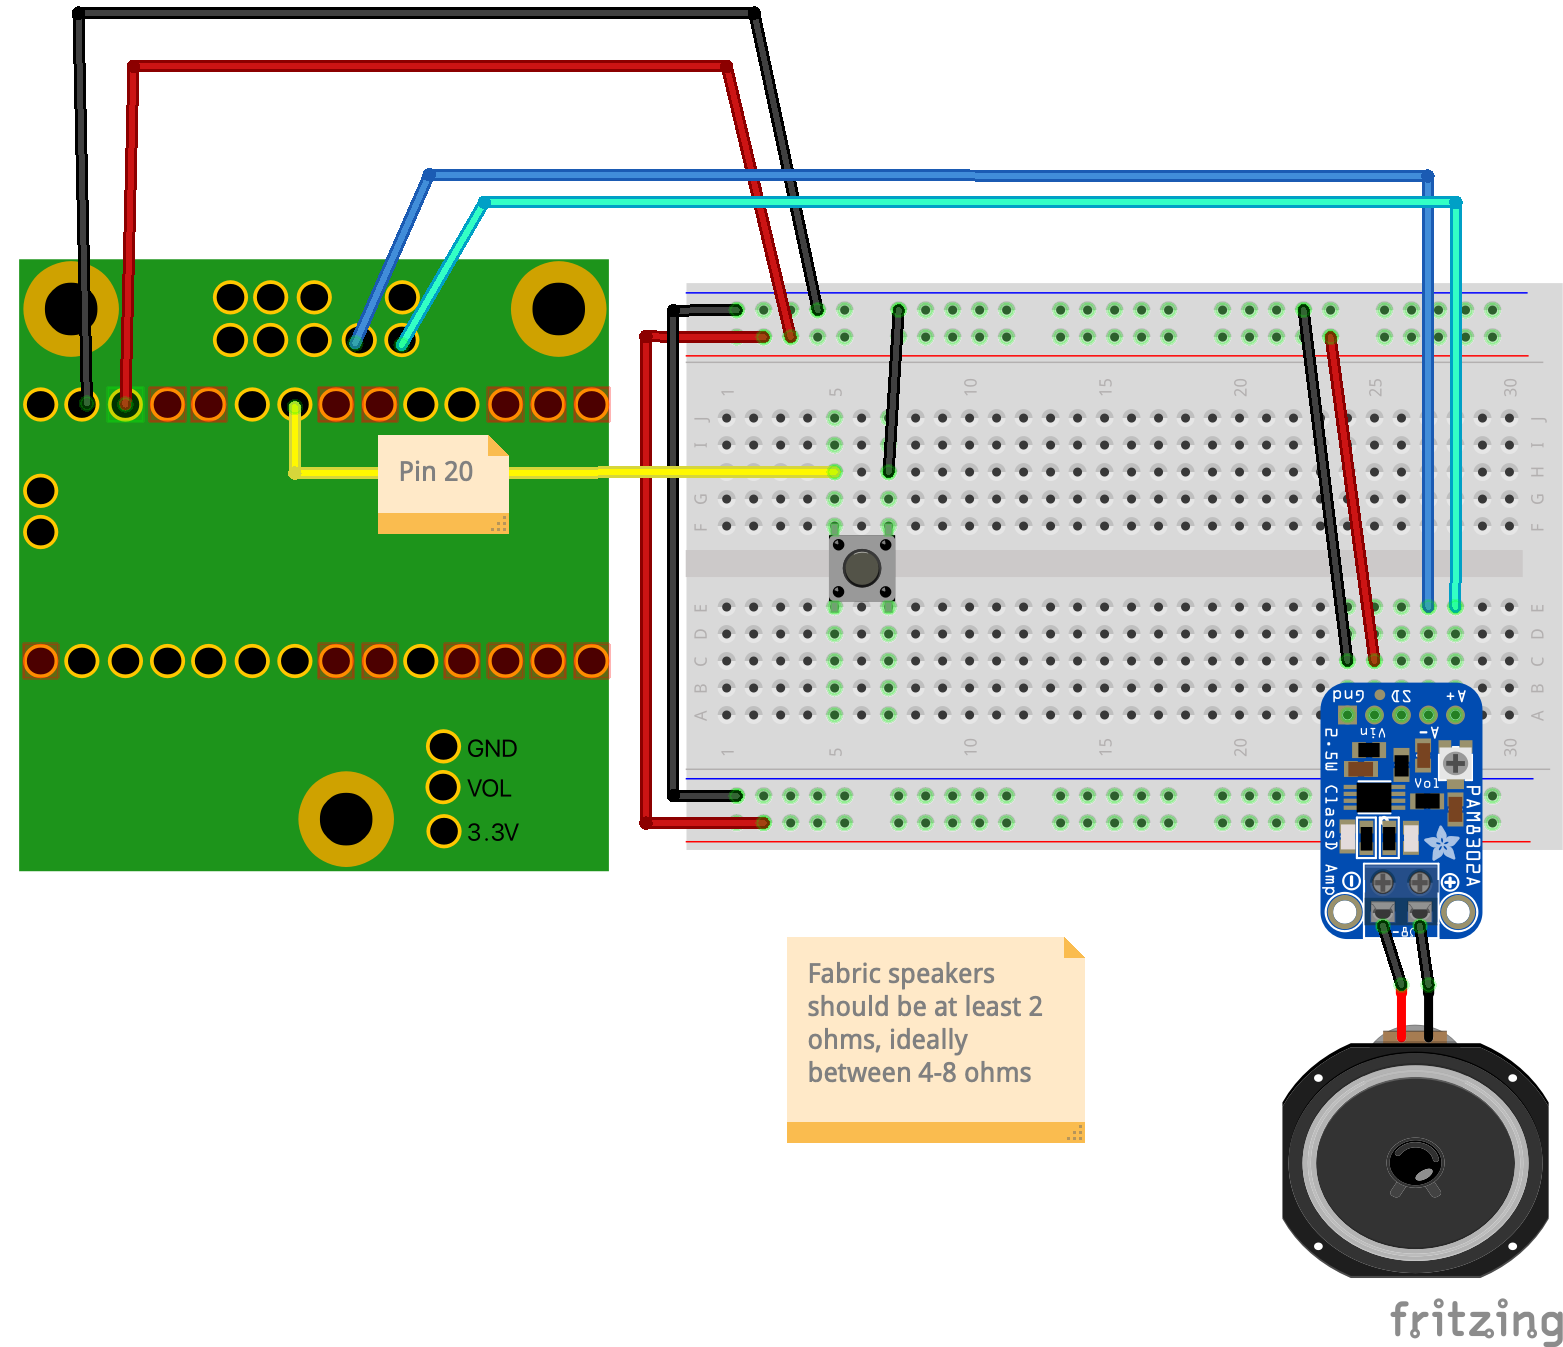 1 5 10 15 20 25 30
J J
I I
H H
G G
F F
Pin 20
E E
D D
C C
B B
A A
Gnd SD A+
Vin A-
1 5 10 15 20 30
GND
VOL
3.3V
Vol
2.5W ClassD Amp
PAM8302A
Fabric speakers
should be at least 2
ohms, ideally
between 4-8 ohms
fritzing